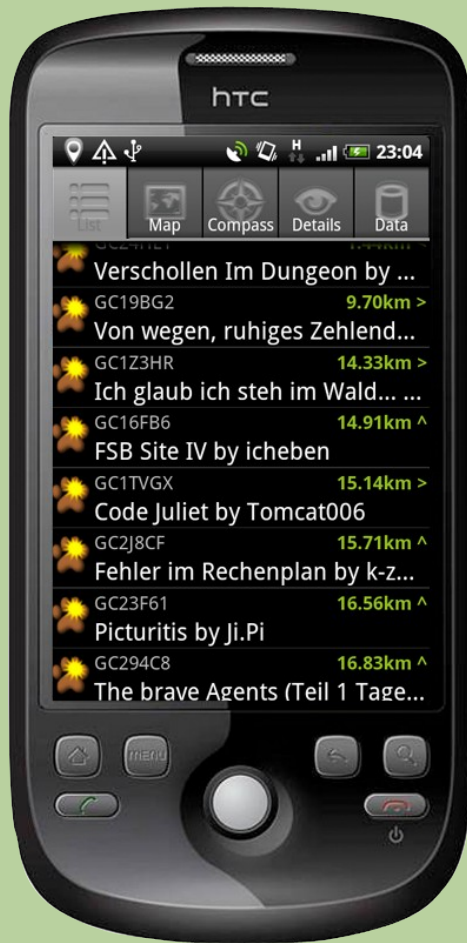 hTC
H
23:04
List
Map
Compass
Details
Data
Verschollen Im Dungeon by ...
GC19BG2
9.70km >
Von wegen, ruhiges Zehlend...
GC1Z3HR
14.33km >
Ich glaub ich steh im Wald... ...
GC16FB6
14.91km ^
FSB Site IV by icheben
GC1TVGX
15.14km >
Code Juliet by Tomcat006
GC2J8CF
15.71km ^
Fehler im Rechenplan by k-z...
GC23F61
16.56km ^
Picturitis by Ji.Pi
GC294C8
16.83km ^
The brave Agents (Teil 1 Tage...
menu